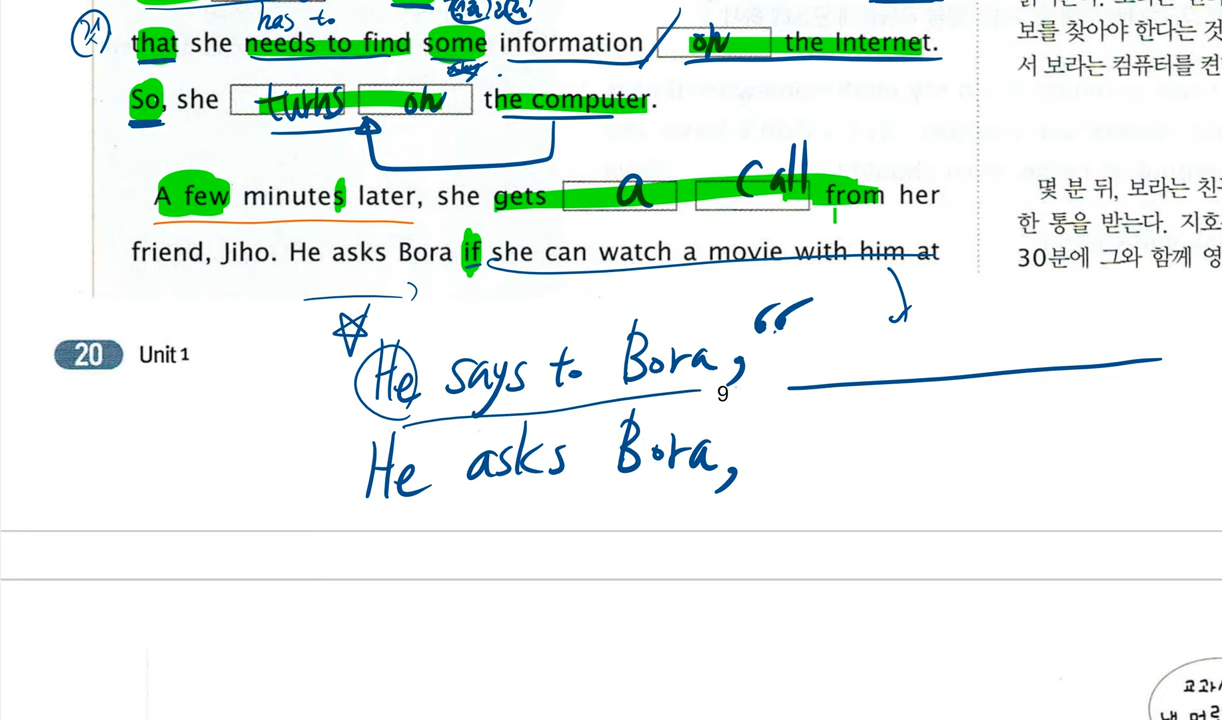 has to
that she needs to find some information on the Internet.
So, she turns on the computer.
A few minutes later, she gets a call from her
friend, Jiho. He asks Bora if she can watch a movie with him at
보를 찾아야 한다는 것
서 보라는 컴퓨터를 켠
몇 분 뒤, 보라는 친
한 통을 받는다. 지호
30분에 그와 함께 영
He says to Bora, “
20 Unit 1
9
He asks Bora,
교과서